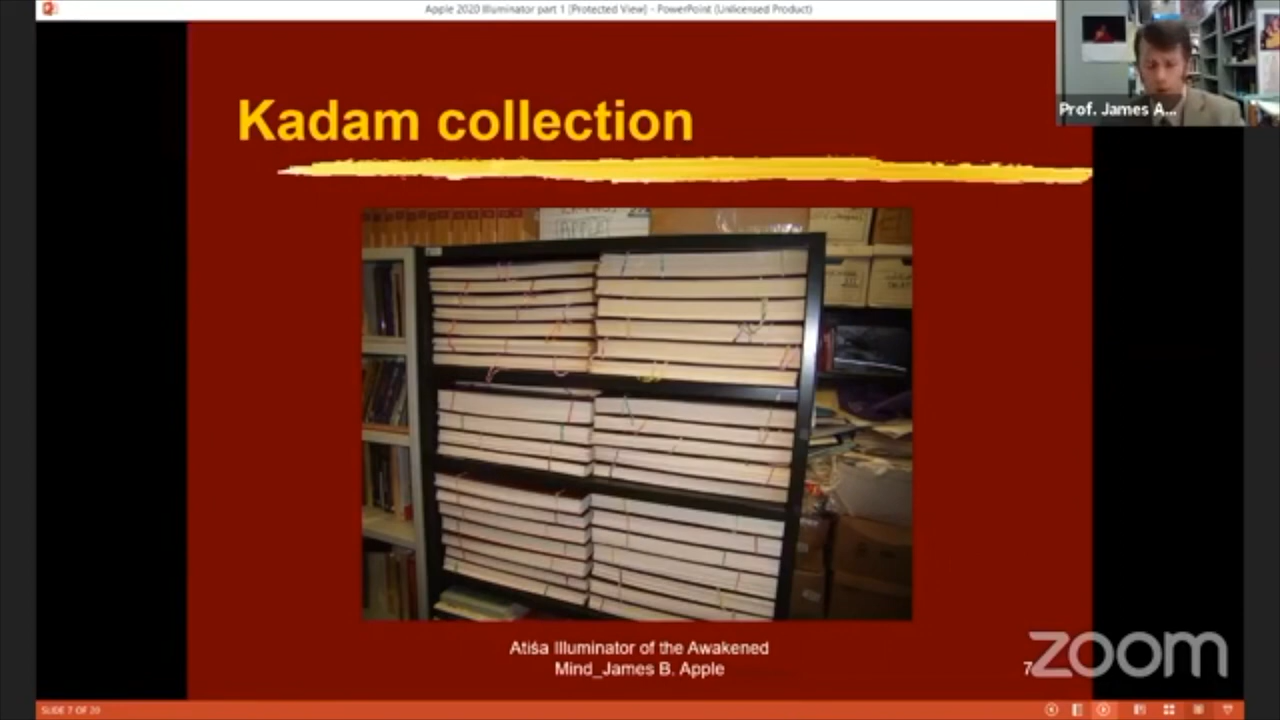 Apple 2020 Illuminator part 1 [Protected View] - PowerPoint (Unlicensed Product)
Prof. James A...
Kadam collection
APPLE
Atiśa Illuminator of the Awakened
Mind_James B. Apple
7
zoom
SLIDE 7 OF 20